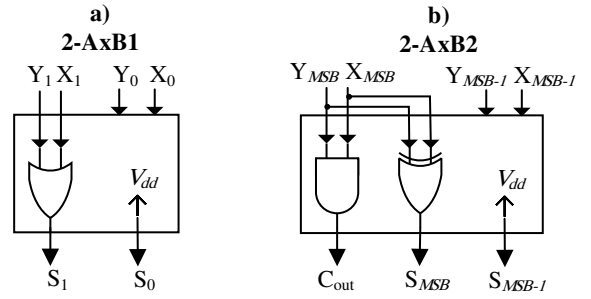 a)
2-AxB1
Y1 X1 Y0 X0
Vdd
S1 S0
b)
2-AxB2
YMSB XMSB YMSB-1 XMSB-1
Vdd
Cout SMSB SMSB-1